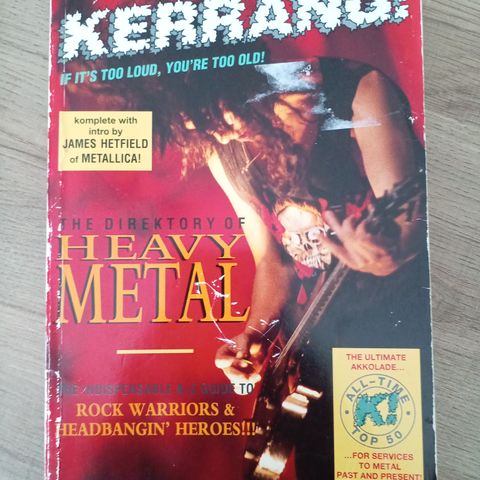 KERRANG!
IF IT'S TOO LOUD, YOU'RE TOO OLD!
komplete with
intro by
JAMES HETFIELD
of METALLICA!
THE DIREKTORY OF
HEAVY
METAL
THE INDISPENSABLE A-Z GUIDE TO
ROCK WARRIORS &
HEADBANGIN' HEROES!!!
THE ULTIMATE
AKKOLADE...
ALL-TIME
K!
TOP 50
...FOR SERVICES
TO METAL
PAST AND PRESENT!